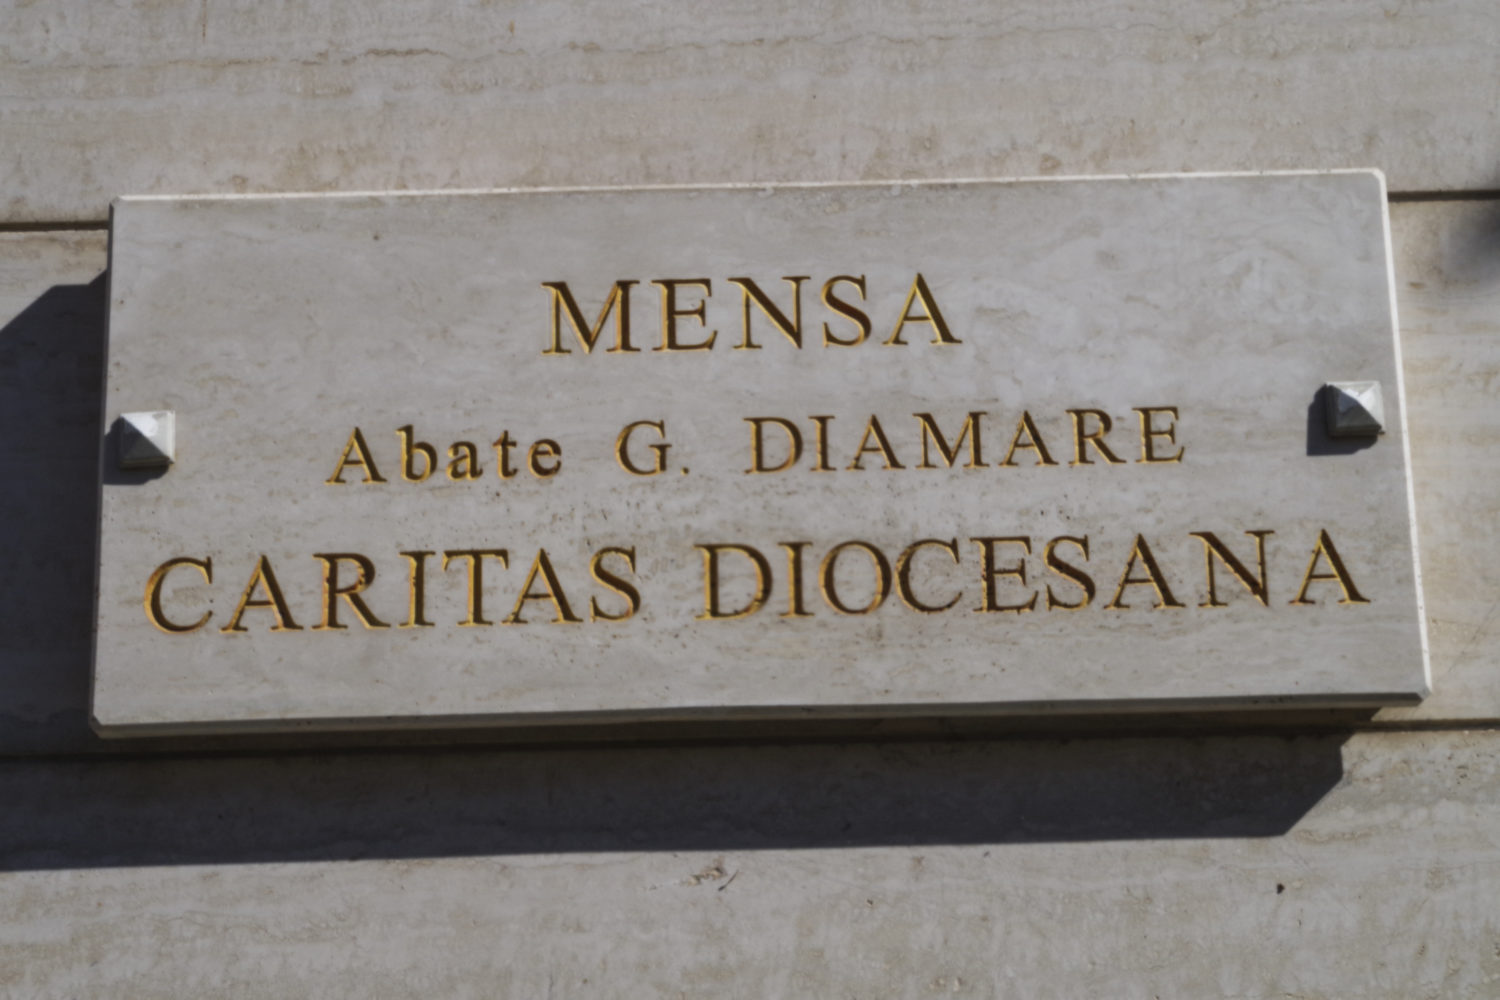 MENSA
Abate G. DIAMARE
CARITAS DIOCESANA